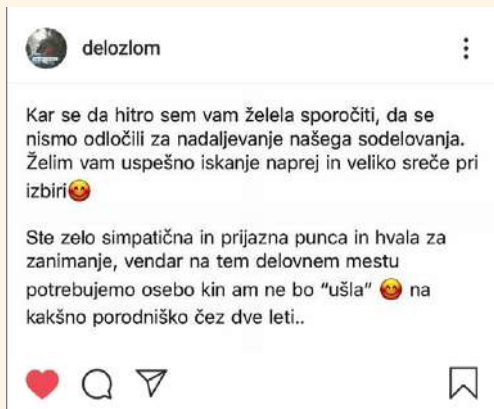 delozlom
Kar se da hitro sem vam želela sporočiti, da se
nismo odločili za nadaljevanje našega sodelovanja.
Želim vam uspešno iskanje naprej in veliko sreče pri
izbiri😊
Ste zelo simpatična in prijazna punca in hvala za
zanimanje, vendar na tem delovnem mestu
potrebujemo osebo kin am ne bo “ušla” 😊 na
kakšno porodniško čez dve leti..